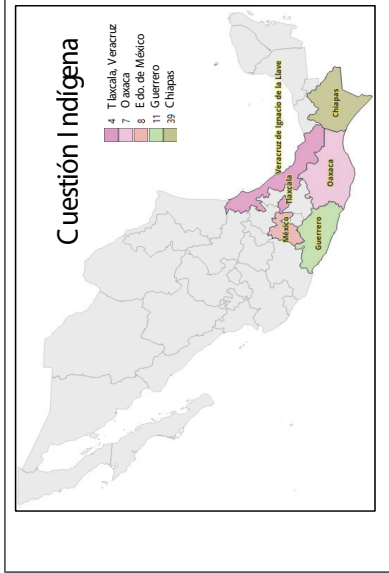 Cuestión Indígena
4 Tlaxcala, Veracruz
7 Oaxaca
8 Edo. de México
11 Guerrero
39 Chiapas
Veracruz de Ignacio de la Llave
Tlaxcala
México
Guerrero
Oaxaca
Chiapas